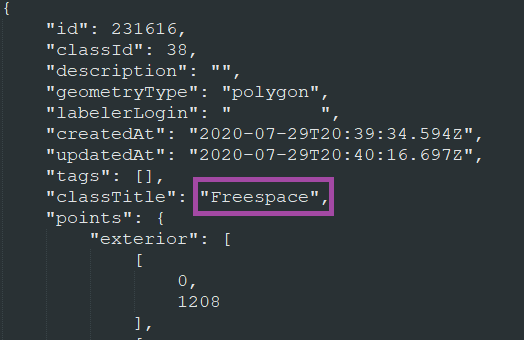 {
"id": 231616,
"classId": 38,
"description": "",
"geometryType": "polygon",
"labelerLogin": "        ",
"createdAt": "2020-07-29T20:39:34.594Z",
"updatedAt": "2020-07-29T20:40:16.697Z",
"tags": [],
"classTitle": "Freespace",
"points": {
"exterior": [
[
0,
1208
],